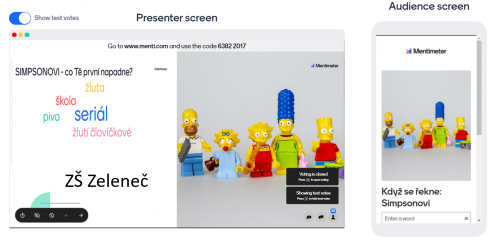 Show test votes
Presenter screen
Audience screen
Go to www.menti.com and use the code 6382 2017
Mentimeter
SIMPSONOVI - co Tě první napadne?
žluta
škola
pivo
seriál
žlutí človíčkové
ZŠ Zeleneč
Voting is closed
Showing test votes
Mentimeter
Když se řekne:
Simpsonovi
Enter a word